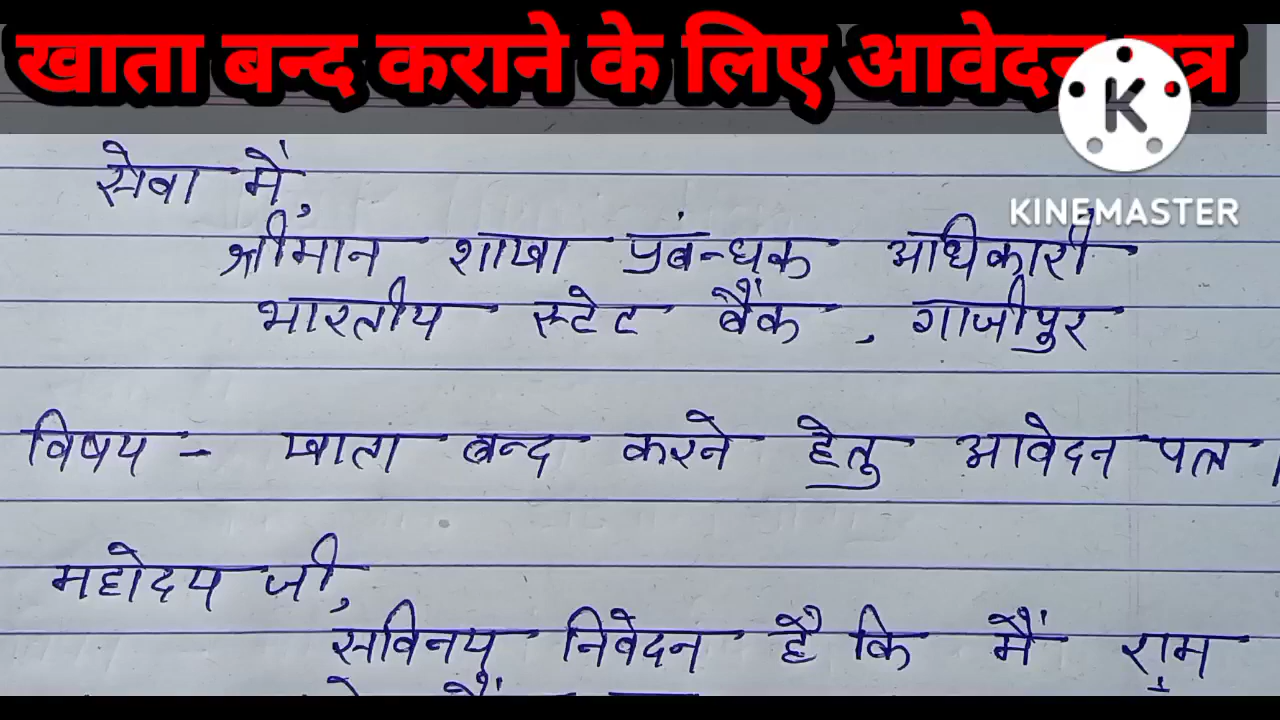 खाता बन्द कराने के लिए आवेदन पत्र
K
KINEMASTER
सेवा में,
श्रीमान शाखा प्रंबन्धक अधिकारी
भारतीय स्टेट बैंक, गाजीपुर
विषय - खाता बन्द करने हेतु आवेदन पत्र।
महोदय जी,
सविनय निवेदन है कि मैं राम